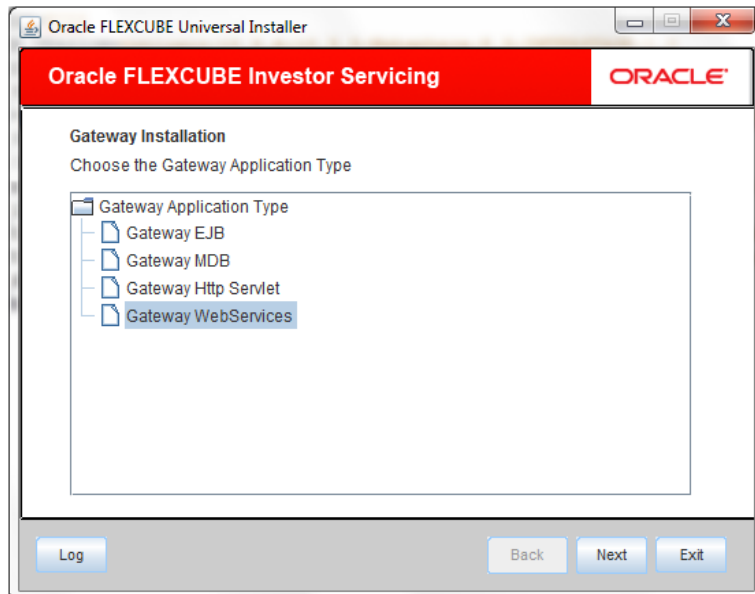 Oracle FLEXCUBE Universal Installer
Oracle FLEXCUBE Investor Servicing
ORACLE
Gateway Installation
Choose the Gateway Application Type
Gateway Application Type
Gateway EJB
Gateway MDB
Gateway Http Servlet
Gateway WebServices
Log Back Next Exit